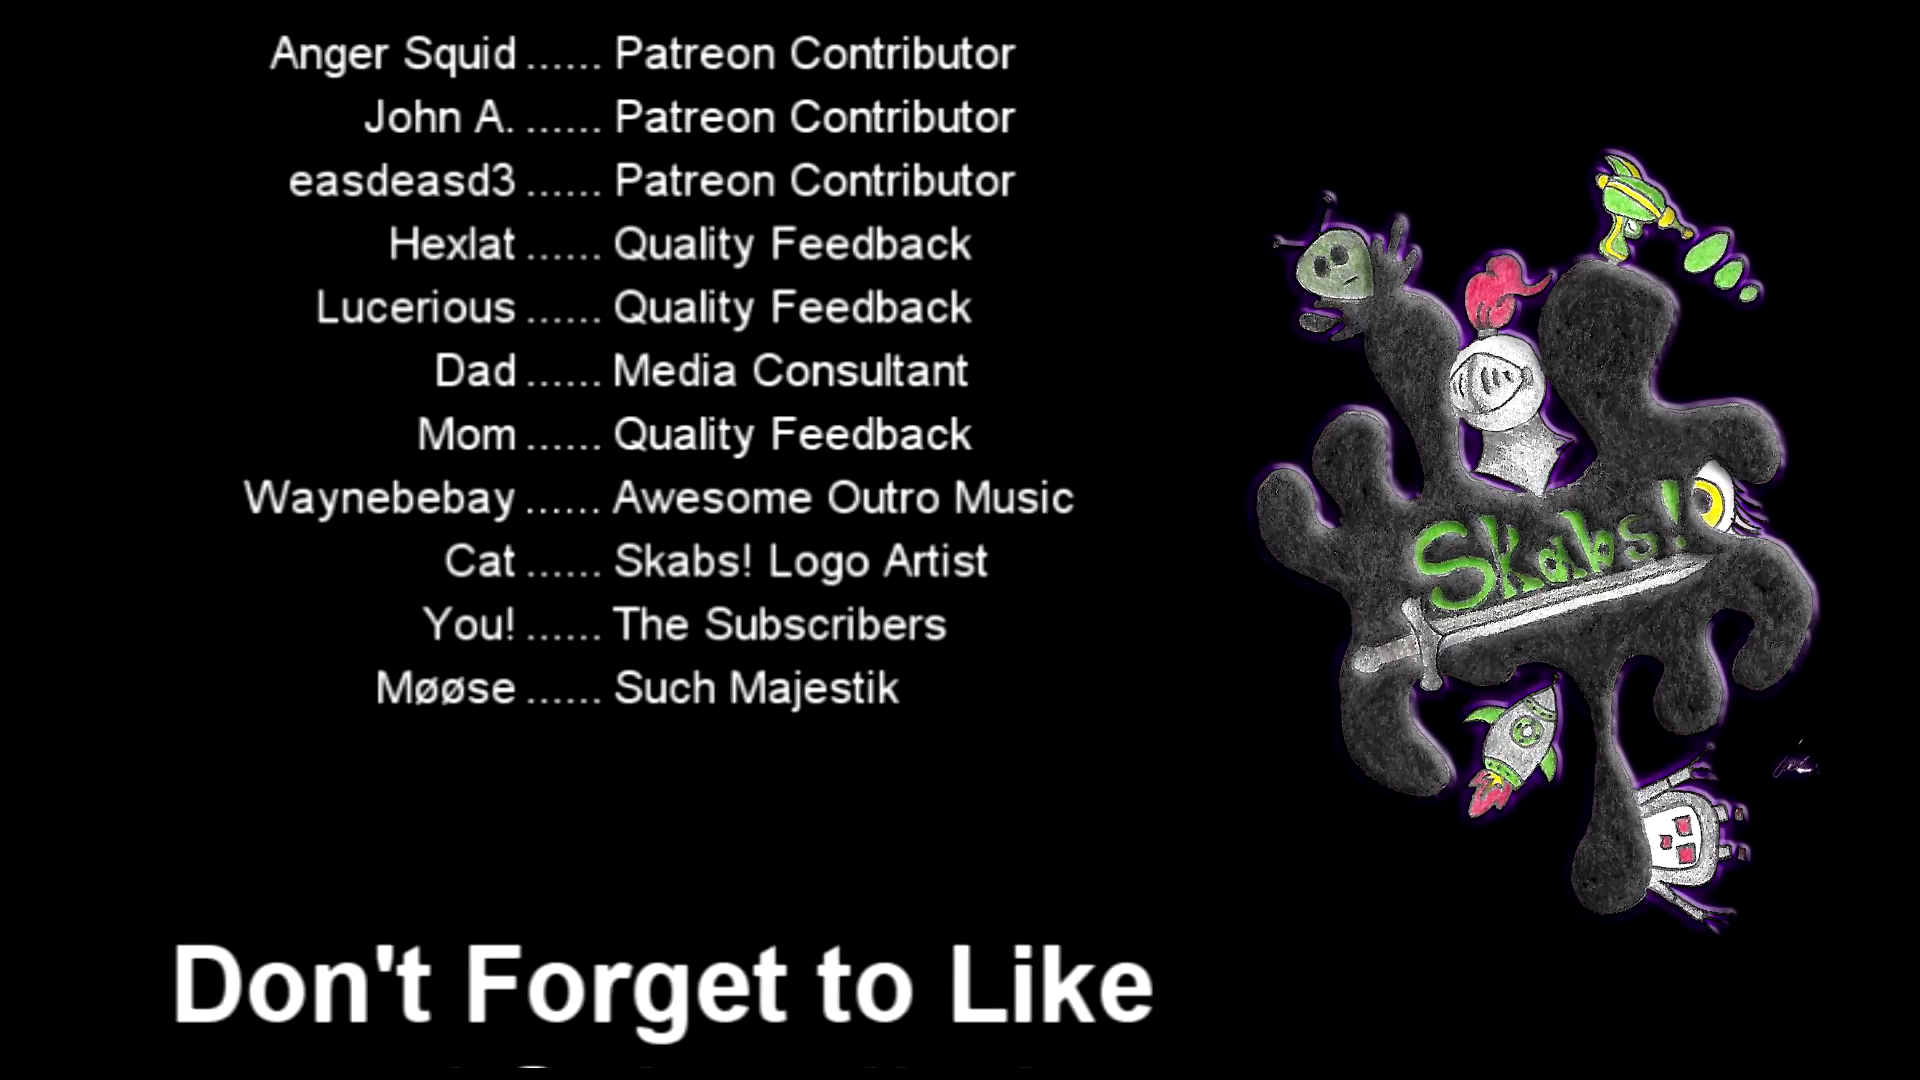 Anger Squid ...... Patreon Contributor
John A. ...... Patreon Contributor
easdeasd3 ...... Patreon Contributor
Hexlat ...... Quality Feedback
Lucerious ...... Quality Feedback
Dad ...... Media Consultant
Mom ...... Quality Feedback
Waynebebay ...... Awesome Outro Music
Cat ...... Skabs! Logo Artist
You! ...... The Subscribers
Møøse ...... Such Majestik
Skabs!
Don't Forget to Like